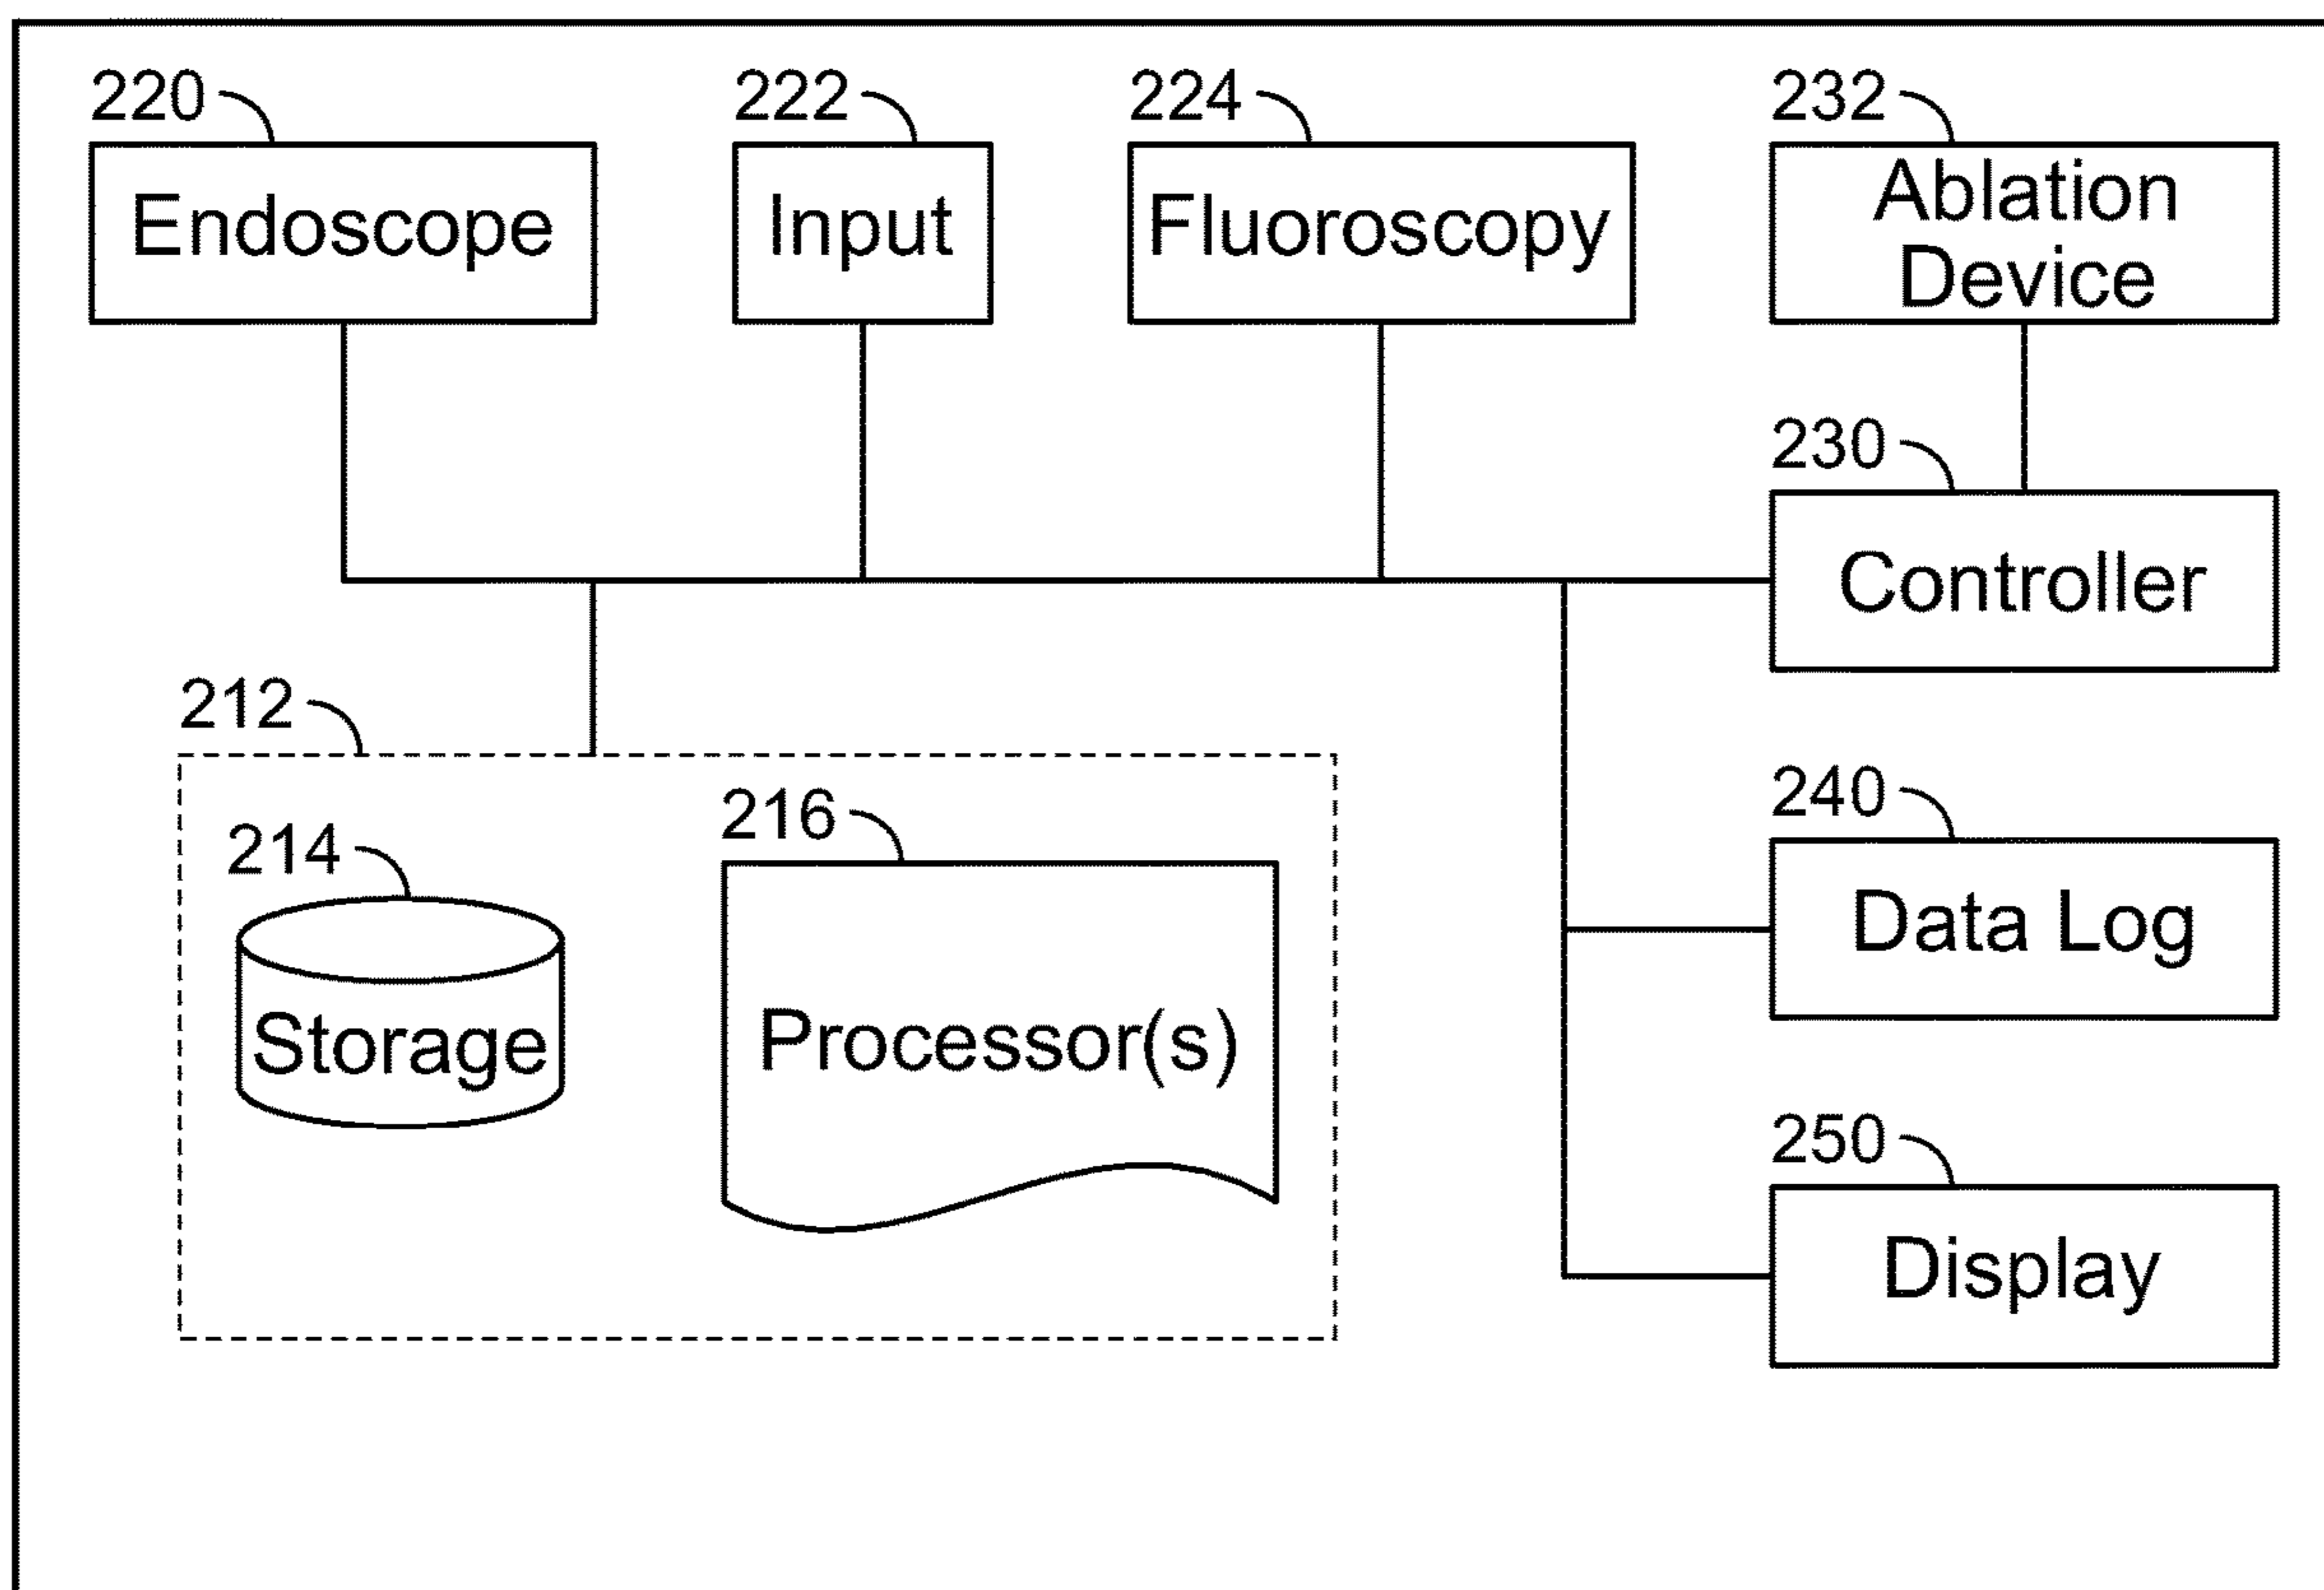 220
222
224
232
Endoscope
Input
Fluoroscopy
Ablation
Device
230
Controller
212
214
216
240
Storage
Processor(s)
Data Log
250
Display